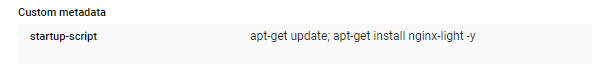 Custom metadata
startup-script apt-get update; apt-get install nginx-light -y